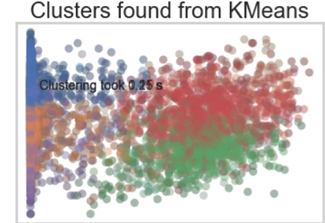 Clusters found from KMeans
Clustering took 0.25 s